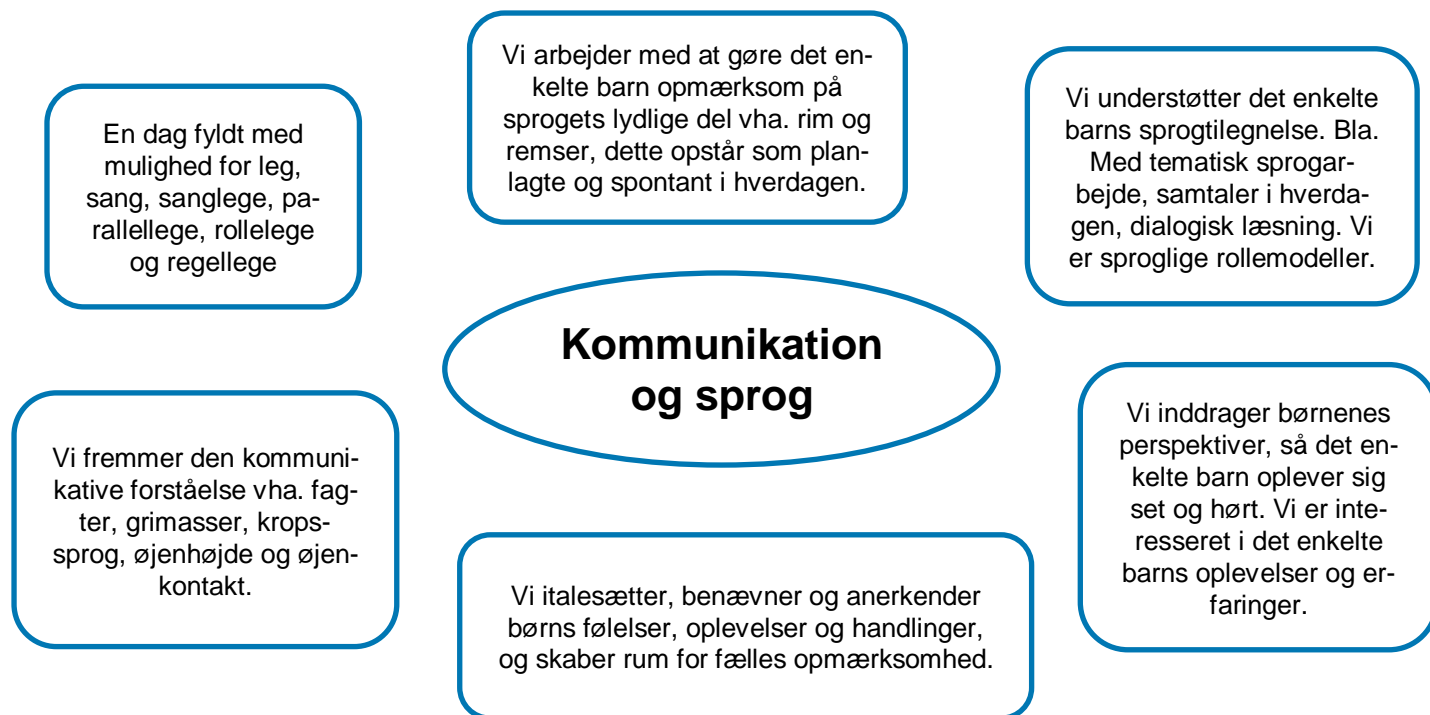 Vi arbejder med at gøre det en-
kelte barn opmærksom på
sprogets lydlige del vha. rim og
remser, dette opstår som plan-
lagte og spontant i hverdagen.
En dag fyldt med
mulighed for leg,
sang, sanglege, pa-
rallellege, rollelege
og regellege
Vi understøtter det enkelte
barns sprogtilegnelse. Bla.
Med tematisk sprogar-
bejde, samtaler i hverda-
gen, dialogisk læsning. Vi
er sproglige rollemodeller.
Kommunikation
og sprog
Vi fremmer den kommuni-
kative forståelse vha. fag-
ter, grimasser, krops-
sprog, øjenhøjde og øjen-
kontakt.
Vi inddrager børnenes
perspektiver, så det en-
kelte barn oplever sig
set og hørt. Vi er inte-
resseret i det enkelte
barns oplevelser og er-
faringer.
Vi italesætter, benævner og anerkender
børns følelser, oplevelser og handlinger,
og skaber rum for fælles opmærksomhed.